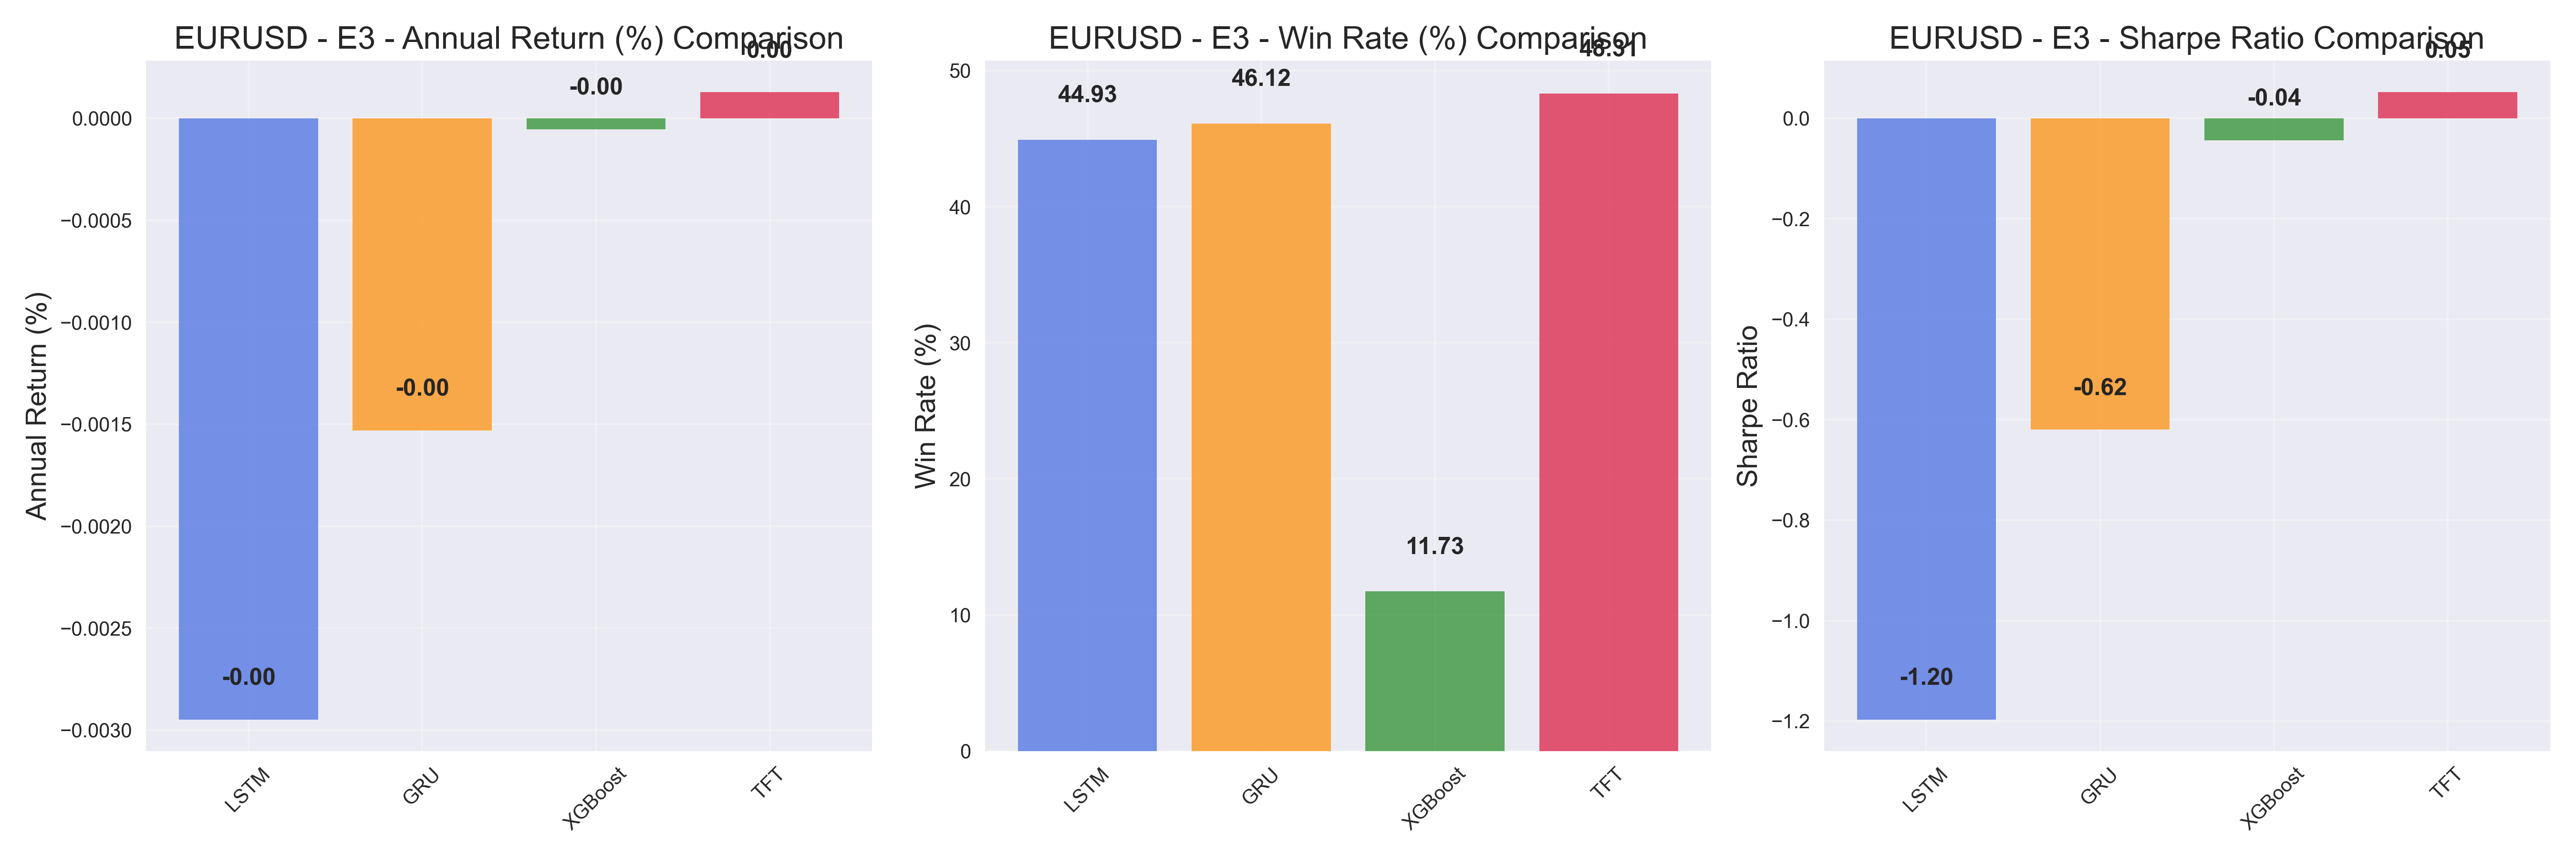 EURUSD - E3 - Annual Return (%) Comparison
0.00
-0.00
-0.00
-0.00
Annual Return (%)
0.0000
−0.0005
−0.0010
−0.0015
−0.0020
−0.0025
−0.0030
LSTM
GRU
XGBoost
TFT
EURUSD - E3 - Win Rate (%) Comparison
48.31
44.93
46.12
11.73
Win Rate (%)
50
40
30
20
10
0
LSTM
GRU
XGBoost
TFT
EURUSD - E3 - Sharpe Ratio Comparison
0.05
-0.04
-0.62
-1.20
Sharpe Ratio
0.0
−0.2
−0.4
−0.6
−0.8
−1.0
−1.2
LSTM
GRU
XGBoost
TFT